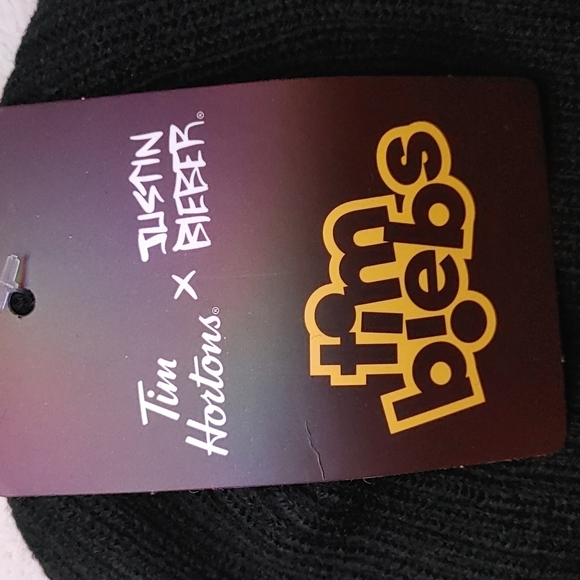 Tim
Hortons®
x
JUSTIN
BIEBER®
tim
biebs